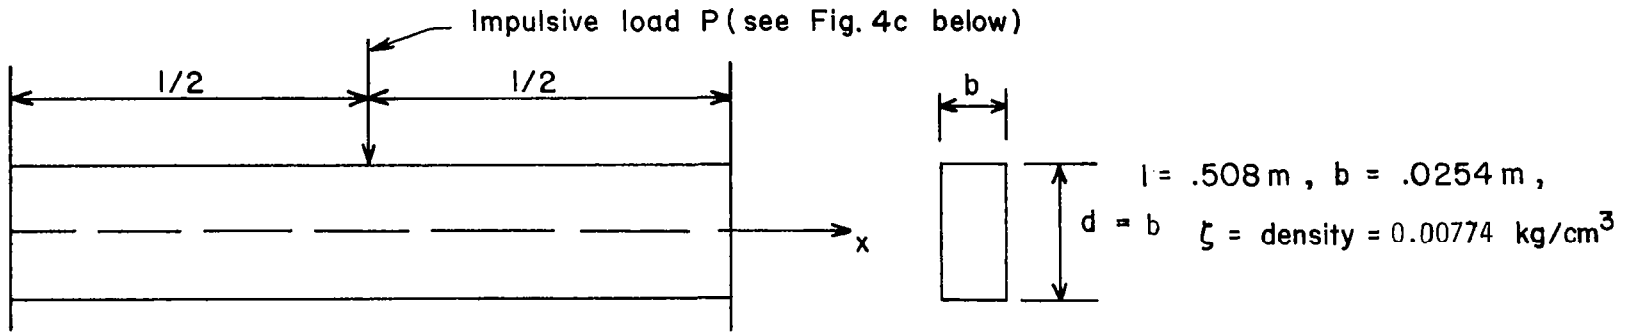 Impulsive load P (see Fig. 4c below)
l/2
l/2
b
l = .508 m , b = .0254 m ,
d = b
ζ = density = 0.00774 kg/cm³
x